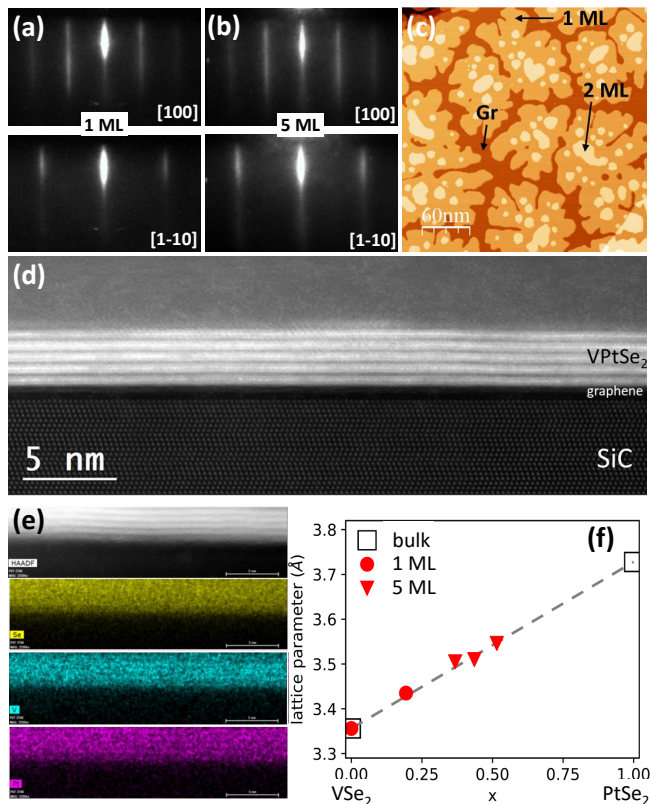 (a)
[100]
1 ML
[1-10]
(b)
[100]
5 ML
[1-10]
(c)
1 ML
2 ML
Gr
60nm
(d)
VPtSe2
graphene
SiC
5 nm
(e)
HAADF
Se
V
Pt
(f)
bulk
1 ML
5 ML
lattice parameter (Å)
3.8
3.7
3.6
3.5
3.4
3.3
0.00
0.25
0.50
0.75
1.00
VSe2
x
PtSe2